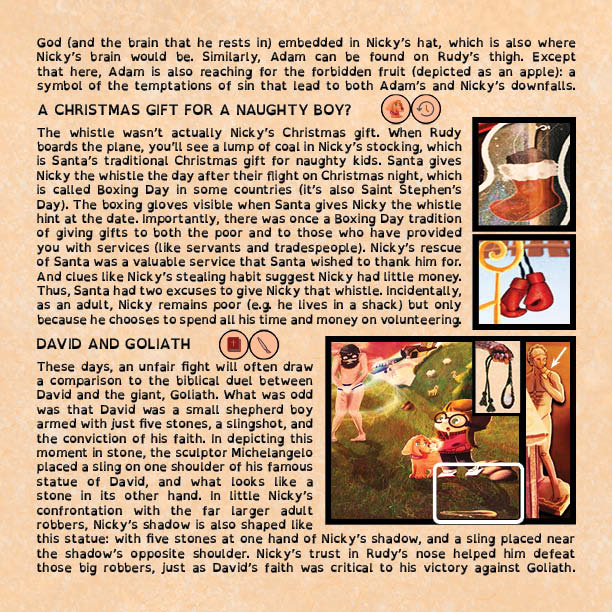 God (and the brain that he rests in) embedded in Nicky's hat, which is also where
Nicky's brain would be. Similarly, Adam can be found on Rudy's thigh. Except
that here, Adam is also reaching for the forbidden fruit (depicted as an apple): a
symbol of the temptations of sin that lead to both Adam's and Nicky's downfalls.
A CHRISTMAS GIFT FOR A NAUGHTY BOY?
The whistle wasn't actually Nicky's Christmas gift. When Rudy
boards the plane, you'll see a lump of coal in Nicky's stocking, which
is Santa's traditional Christmas gift for naughty kids. Santa gives
Nicky the whistle the day after their flight on Christmas night, which
is called Boxing Day in some countries (it's also Saint Stephen's
Day). The boxing gloves visible when Santa gives Nicky the whistle
hint at the date. Importantly, there was once a Boxing Day tradition
of giving gifts to both the poor and to those who have provided
you with services (like servants and tradespeople). Nicky's rescue
of Santa was a valuable service that Santa wished to thank him for.
And clues like Nicky's stealing habit suggest Nicky had little money.
Thus, Santa had two excuses to give Nicky that whistle. Incidentally,
as an adult, Nicky remains poor (e.g. he lives in a shack) but only
because he chooses to spend all his time and money on volunteering.
DAVID AND GOLIATH
These days, an unfair fight will often draw
a comparison to the biblical duel between
David and the giant, Goliath. What was odd
was that David was a small shepherd boy
armed with just five stones, a slingshot, and
the conviction of his faith. In depicting this
moment in stone, the sculptor Michelangelo
placed a sling on one shoulder of his famous
statue of David, and what looks like a
stone in its other hand. In little Nicky's
confrontation with the far larger adult
robbers, Nicky's shadow is also shaped like
this statue: with five stones at one hand of Nicky's shadow, and a sling placed near
the shadow's opposite shoulder. Nicky's trust in Rudy's nose helped him defeat
those big robbers, just as David's faith was critical to his victory against Goliath.